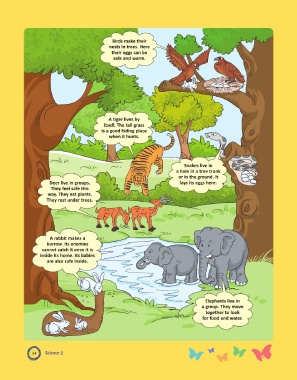 Birds make their
nests in trees. Here
their eggs can be
safe and warm.
A tiger lives by
itself. The tall grass
is a good hiding place
when it hunts.
Snakes live in
a hole in a tree trunk
or in the ground. It
lays its eggs here.
Deer live in groups.
They feel safe this
way. They eat plants.
They rest under trees.
A rabbit makes a
burrow. Its enemies
cannot catch it once it is
inside its home. Its babies
are also safe inside.
Elephants live in
a group. They move
together to look
for food and water.
24 Science 2